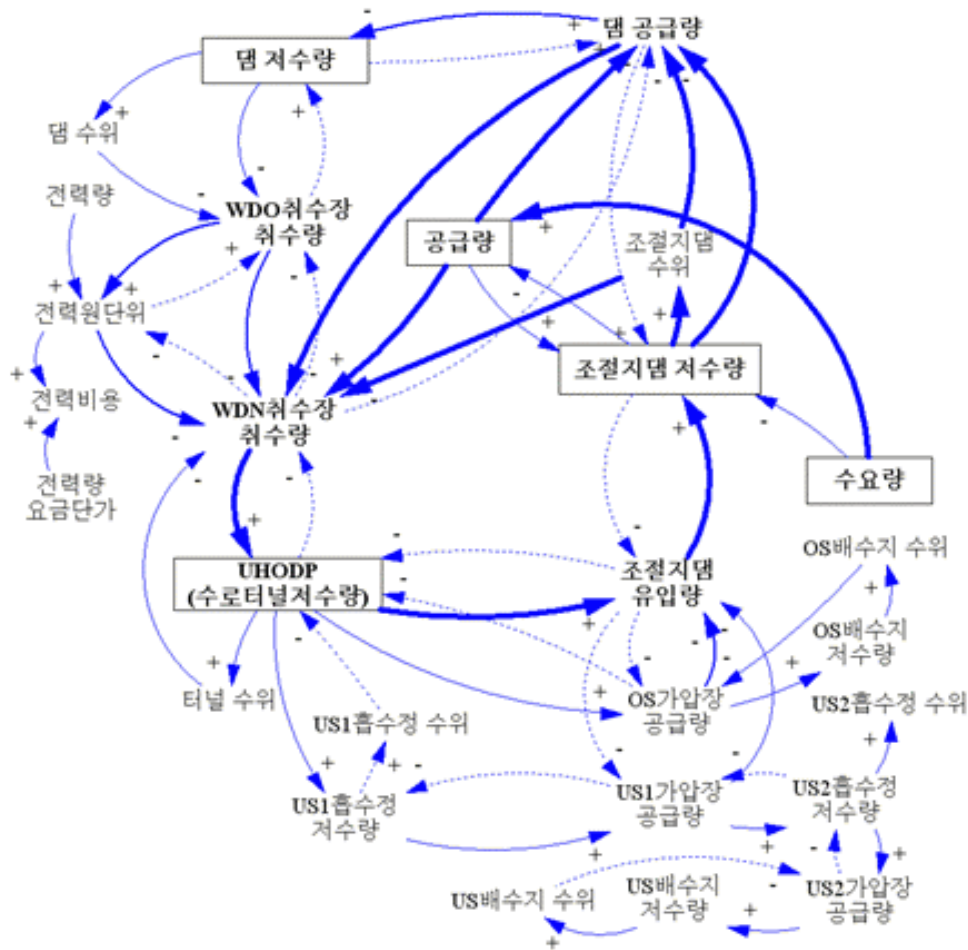 댐 공급량
댐 저수량
댐 수위
전력량
WDO취수장
취수량
공급량
조절지댐
수위
전력원단위
조절지댐 저수량
전력비용
WDN취수장
취수량
전력량
요금단가
수요량
UHODP
(수로터널저수량)
조절지댐
유입량
OS배수지 수위
OS배수지
저수량
터널 수위
OS가압장
공급량
US2흡수정 수위
US1흡수정 수위
US1흡수정
저수량
US1가압장
공급량
US2흡수정
저수량
US배수지 수위
US배수지
저수량
US2가압장
공급량